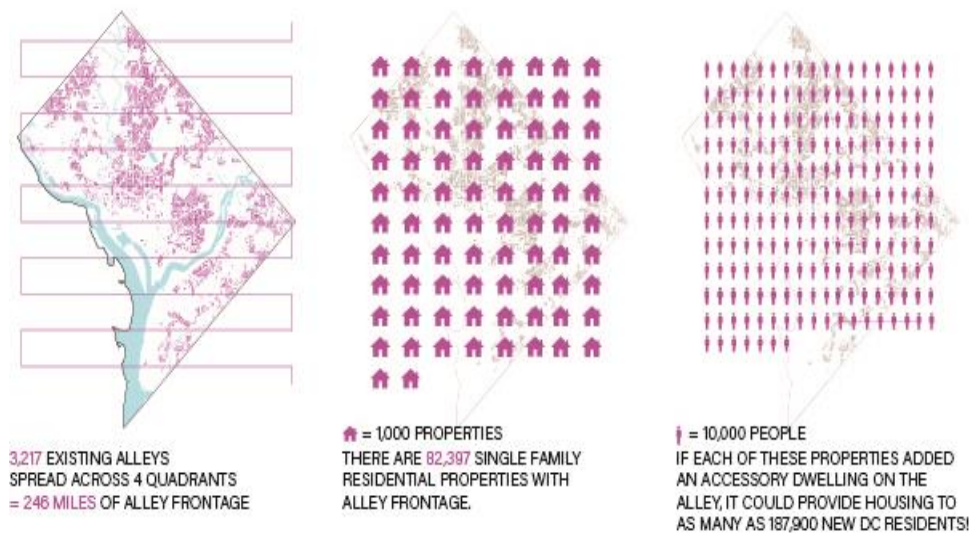 3,217 EXISTING ALLEYS
SPREAD ACROSS 4 QUADRANTS
= 246 MILES OF ALLEY FRONTAGE
= 1,000 PROPERTIES
THERE ARE 82,397 SINGLE FAMILY
RESIDENTIAL PROPERTIES WITH
ALLEY FRONTAGE.
= 10,000 PEOPLE
IF EACH OF THESE PROPERTIES ADDED
AN ACCESSORY DWELLING ON THE
ALLEY, IT COULD PROVIDE HOUSING TO
AS MANY AS 187,900 NEW DC RESIDENTS!